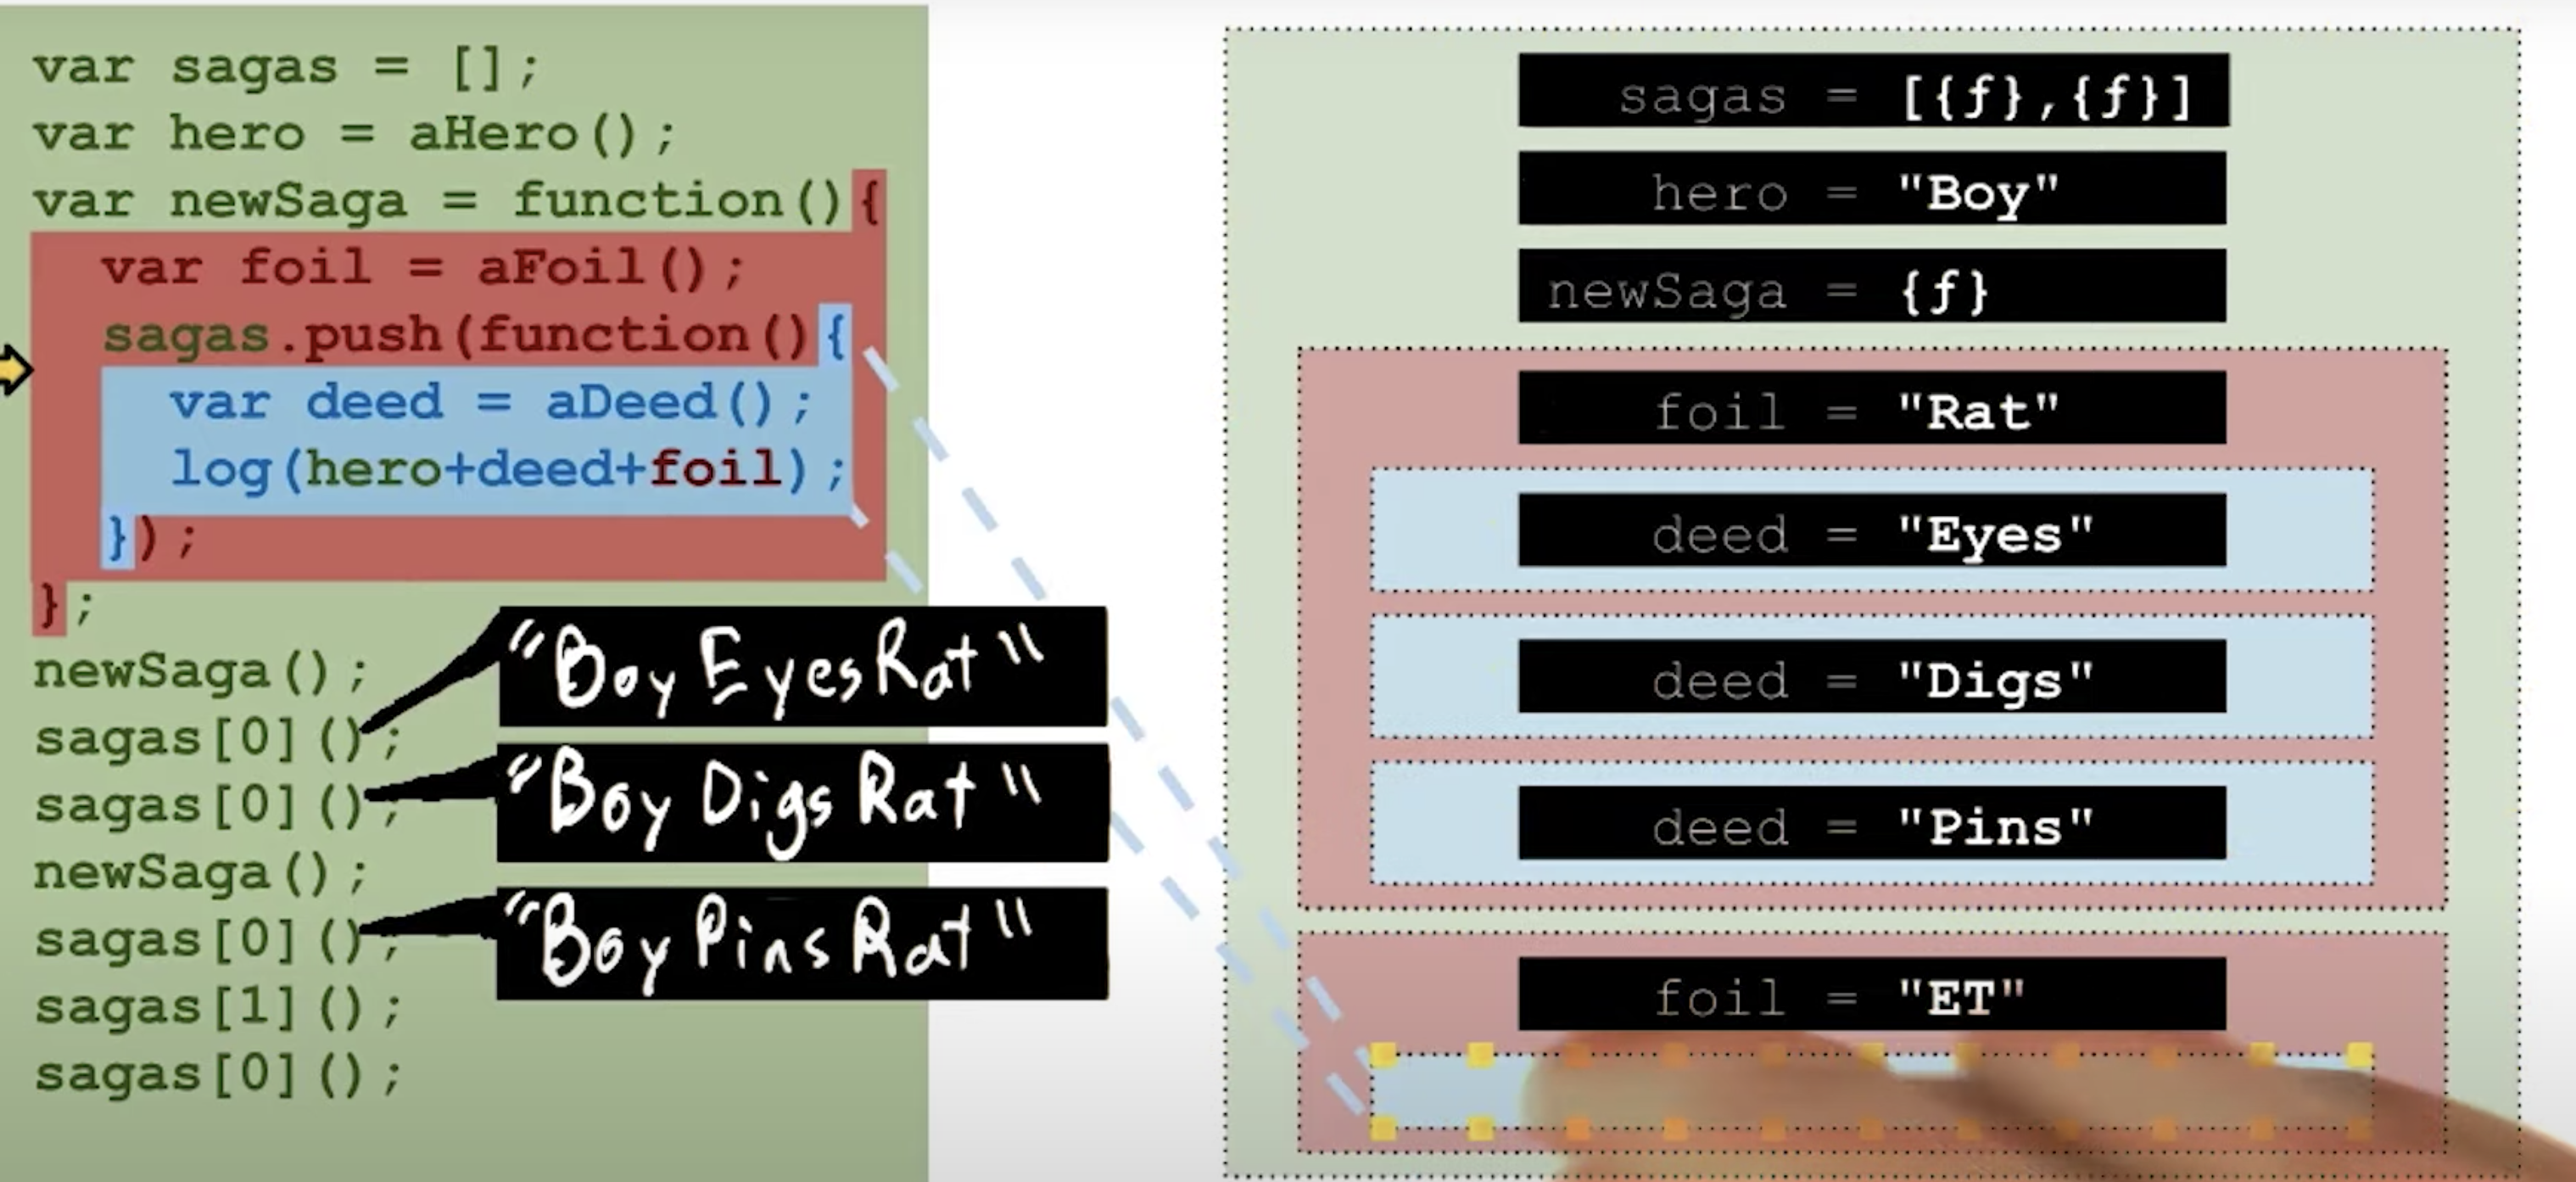 var sagas = [];
var hero = aHero();
var newSaga = function(){
var foil = aFoil();
sagas.push(function(){
var deed = aDeed();
log(hero+deed+foil);
});
};
newSaga();
sagas[0]();
sagas[0]();
newSaga();
sagas[0]();
sagas[1]();
sagas[0]();
"Boy Eyes Rat"
"Boy Digs Rat"
"Boy Pins Rat"
sagas = [{f},{f}]
hero = "Boy"
newSaga = {f}
foil = "Rat"
deed = "Eyes"
deed = "Digs"
deed = "Pins"
foil = "ET"